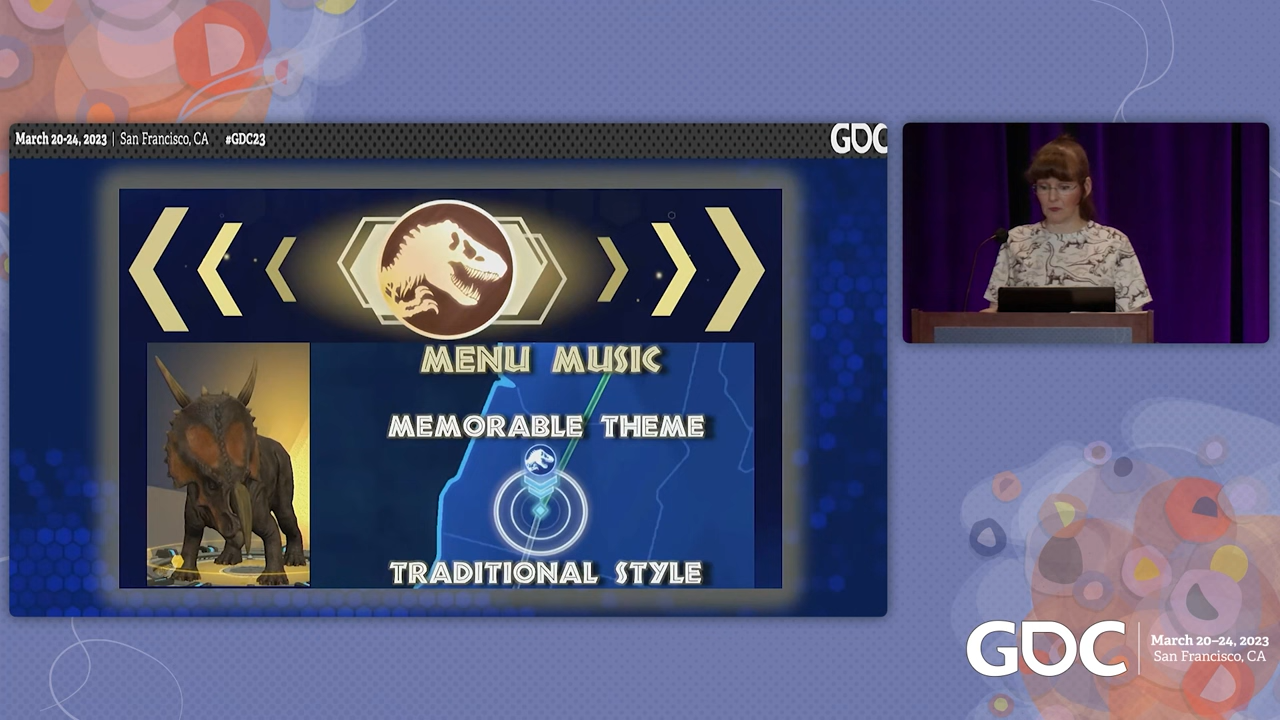 March 20-24, 2023 | San Francisco, CA #GDC23
GDC
MENU MUSIC
MEMORABLE THEME
TRADITIONAL STYLE
GDC
March 20–24, 2023
San Francisco, CA